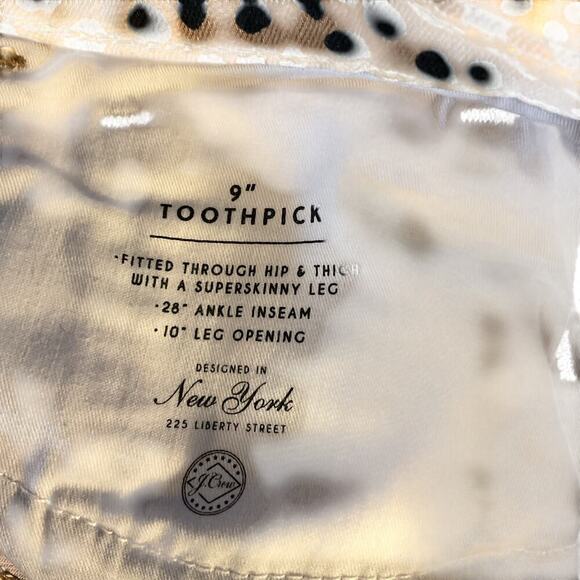 9"
TOOTHPICK
•FITTED THROUGH HIP & THIGH
WITH A SUPERSKINNY LEG
•28" ANKLE INSEAM
•10" LEG OPENING
DESIGNED IN
New York
225 LIBERTY STREET
J.Crew